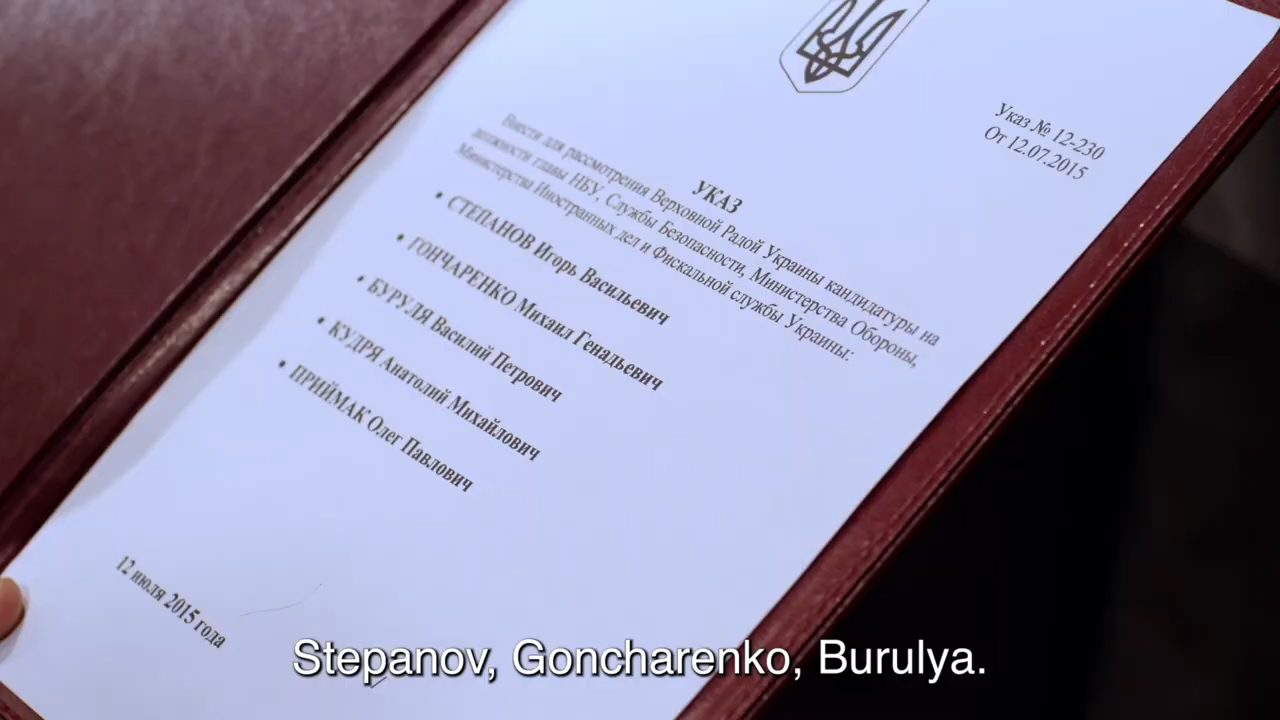 Указ № 12-230
От 12.07.2015
УКАЗ
Внести для рассмотрения Верховной Радой Украины кандидатуры на
должности главы НБУ, Службы Безопасности, Министерства Обороны,
Министерства Иностранных дел и Фискальной службы Украины:
• СТЕПАНОВ Игорь Васильевич
• ГОНЧАРЕНКО Михаил Генадьевич
• БУРУЛЯ Василий Петрович
• КУДРЯ Анатолий Михайлович
• ПРИЙМАК Олег Павлович
12 июля 2015 года
Stepanov, Goncharenko, Burulya.